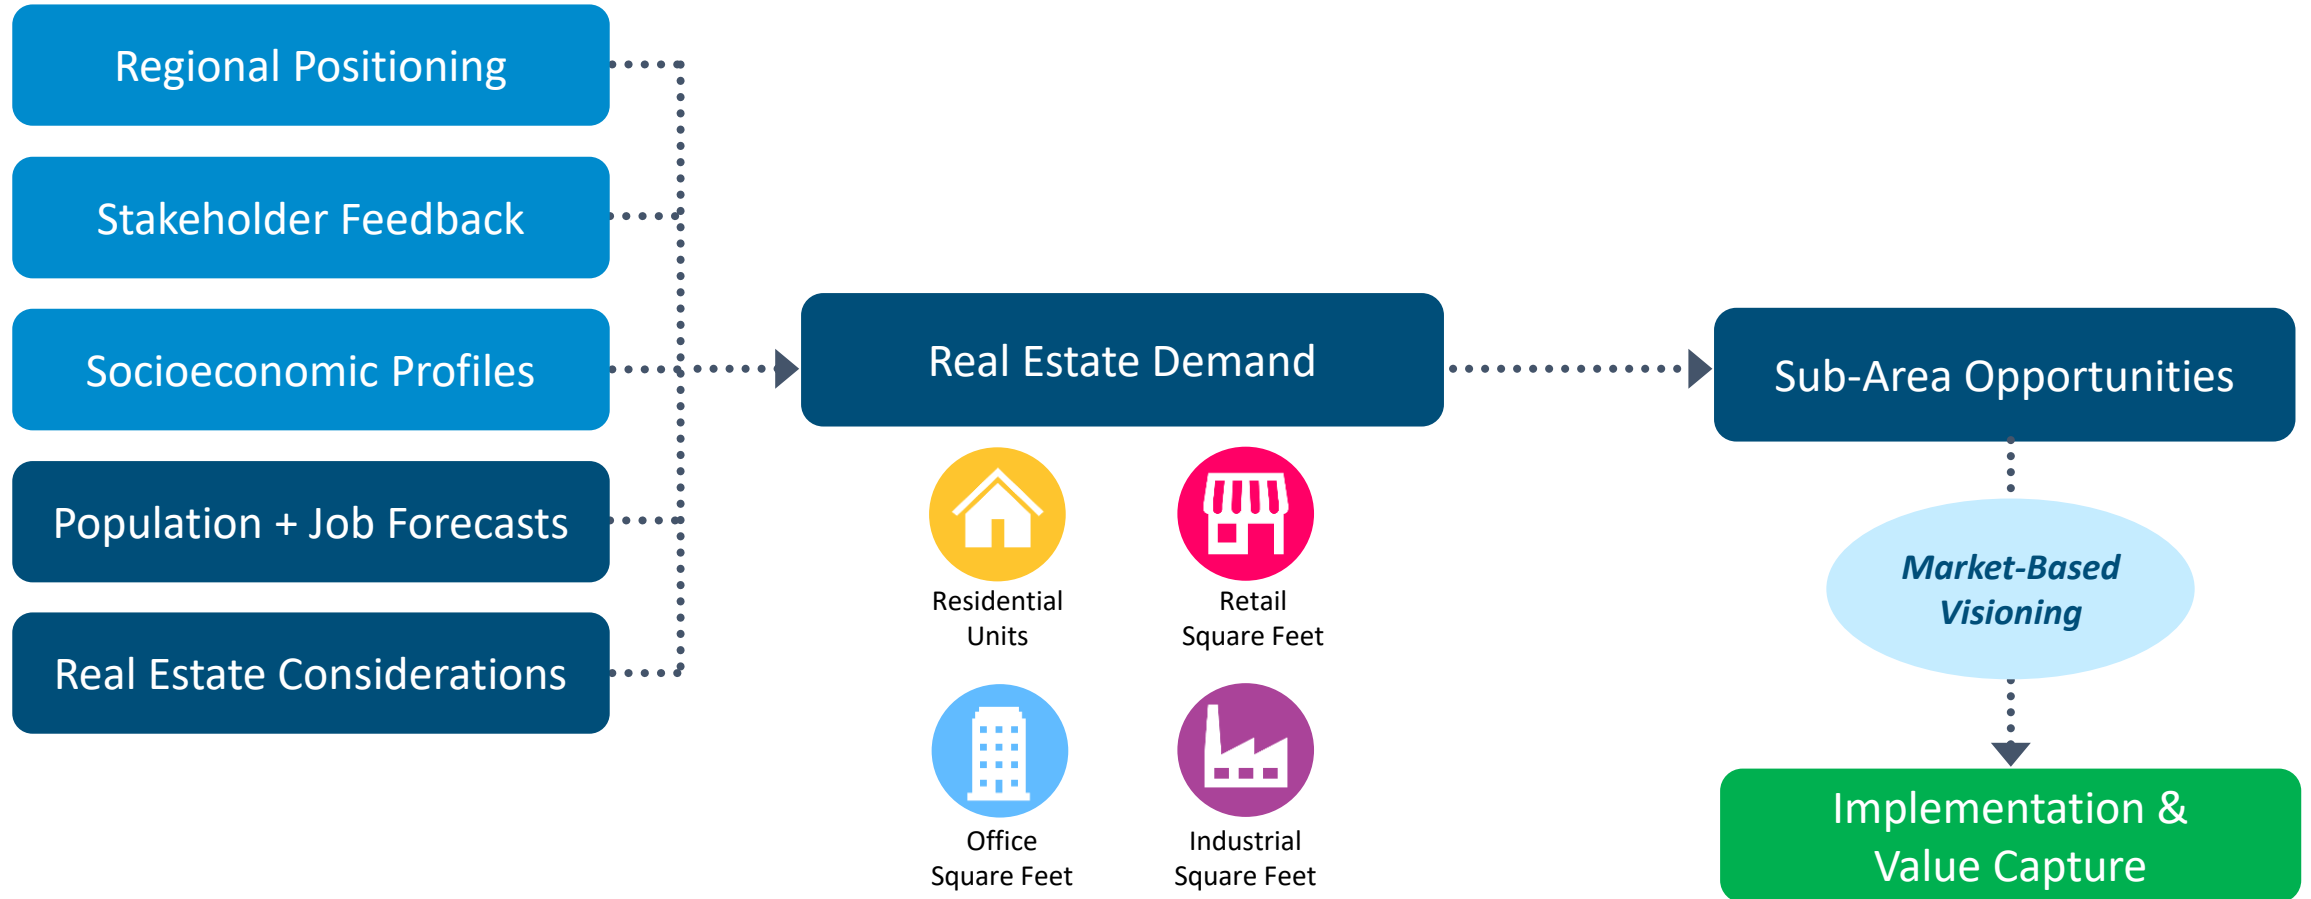 Regional Positioning
Stakeholder Feedback
Socioeconomic Profiles
Population + Job Forecasts
Real Estate Considerations
Real Estate Demand
Residential
Units
Retail
Square Feet
Office
Square Feet
Industrial
Square Feet
Sub-Area Opportunities
Market-Based
Visioning
Implementation &
Value Capture